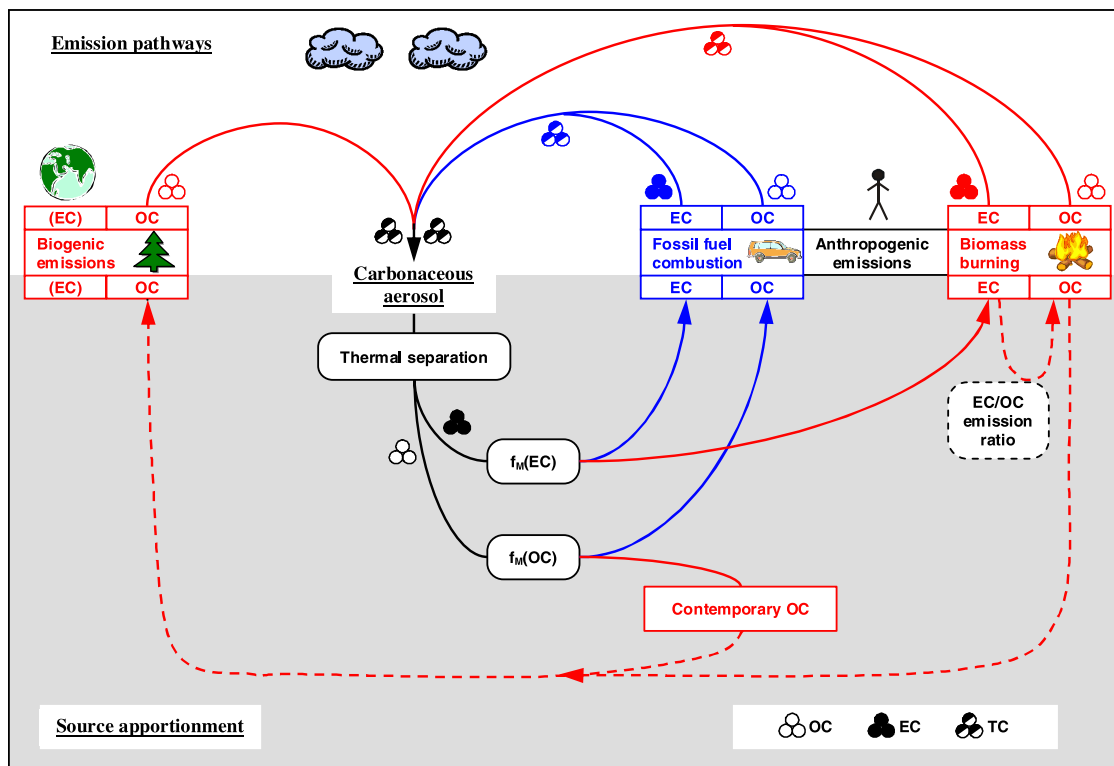 Emission pathways
(EC) OC
Biogenic
emissions
(EC) OC
Carbonaceous
aerosol
EC OC
Fossil fuel
combustion
EC OC
Anthropogenic
emissions
EC OC
Biomass
burning
EC OC
Thermal separation
EC/OC
emission
ratio
fM(EC)
fM(OC)
Contemporary OC
Source apportionment
OC EC TC